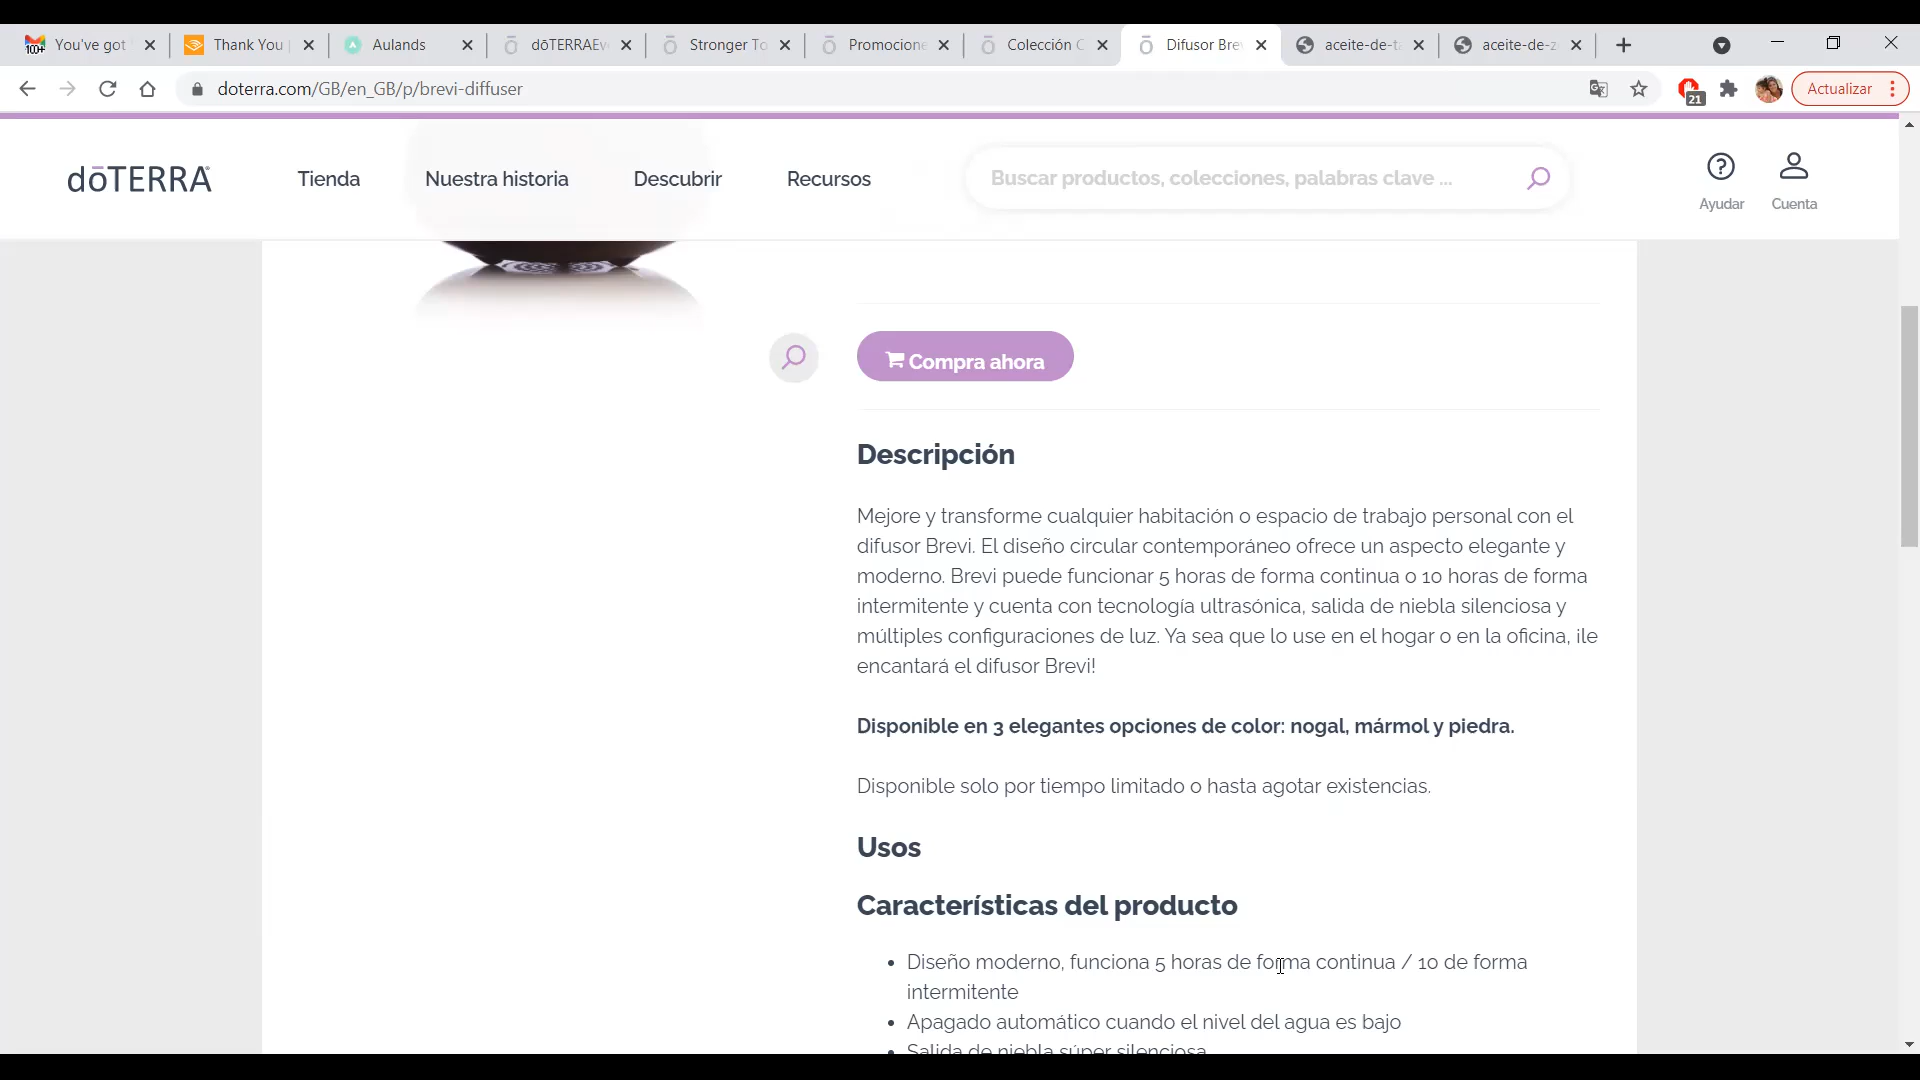 You've got
Thank You
Aulands
dōTERRAEv
Stronger To
Promocione
Colección C
Difusor Bre
aceite-de-t
aceite-de-z
doterra.com/GB/en_GB/p/brevi-diffuser
21
Actualizar
dōTERRA
Tienda
Nuestra historia
Descubrir
Recursos
Buscar productos, colecciones, palabras clave ...
Ayudar
Cuenta
Compra ahora
Descripción
Mejore y transforme cualquier habitación o espacio de trabajo personal con el
difusor Brevi. El diseño circular contemporáneo ofrece un aspecto elegante y
moderno. Brevi puede funcionar 5 horas de forma continua o 10 horas de forma
intermitente y cuenta con tecnología ultrasónica, salida de niebla silenciosa y
múltiples configuraciones de luz. Ya sea que lo use en el hogar o en la oficina, ¡le
encantará el difusor Brevi!
Disponible en 3 elegantes opciones de color: nogal, mármol y piedra.
Disponible solo por tiempo limitado o hasta agotar existencias.
Usos
Características del producto
Diseño moderno, funciona 5 horas de forma continua / 10 de forma
intermitente
Apagado automático cuando el nivel del agua es bajo
Salida de niebla súper silenciosa